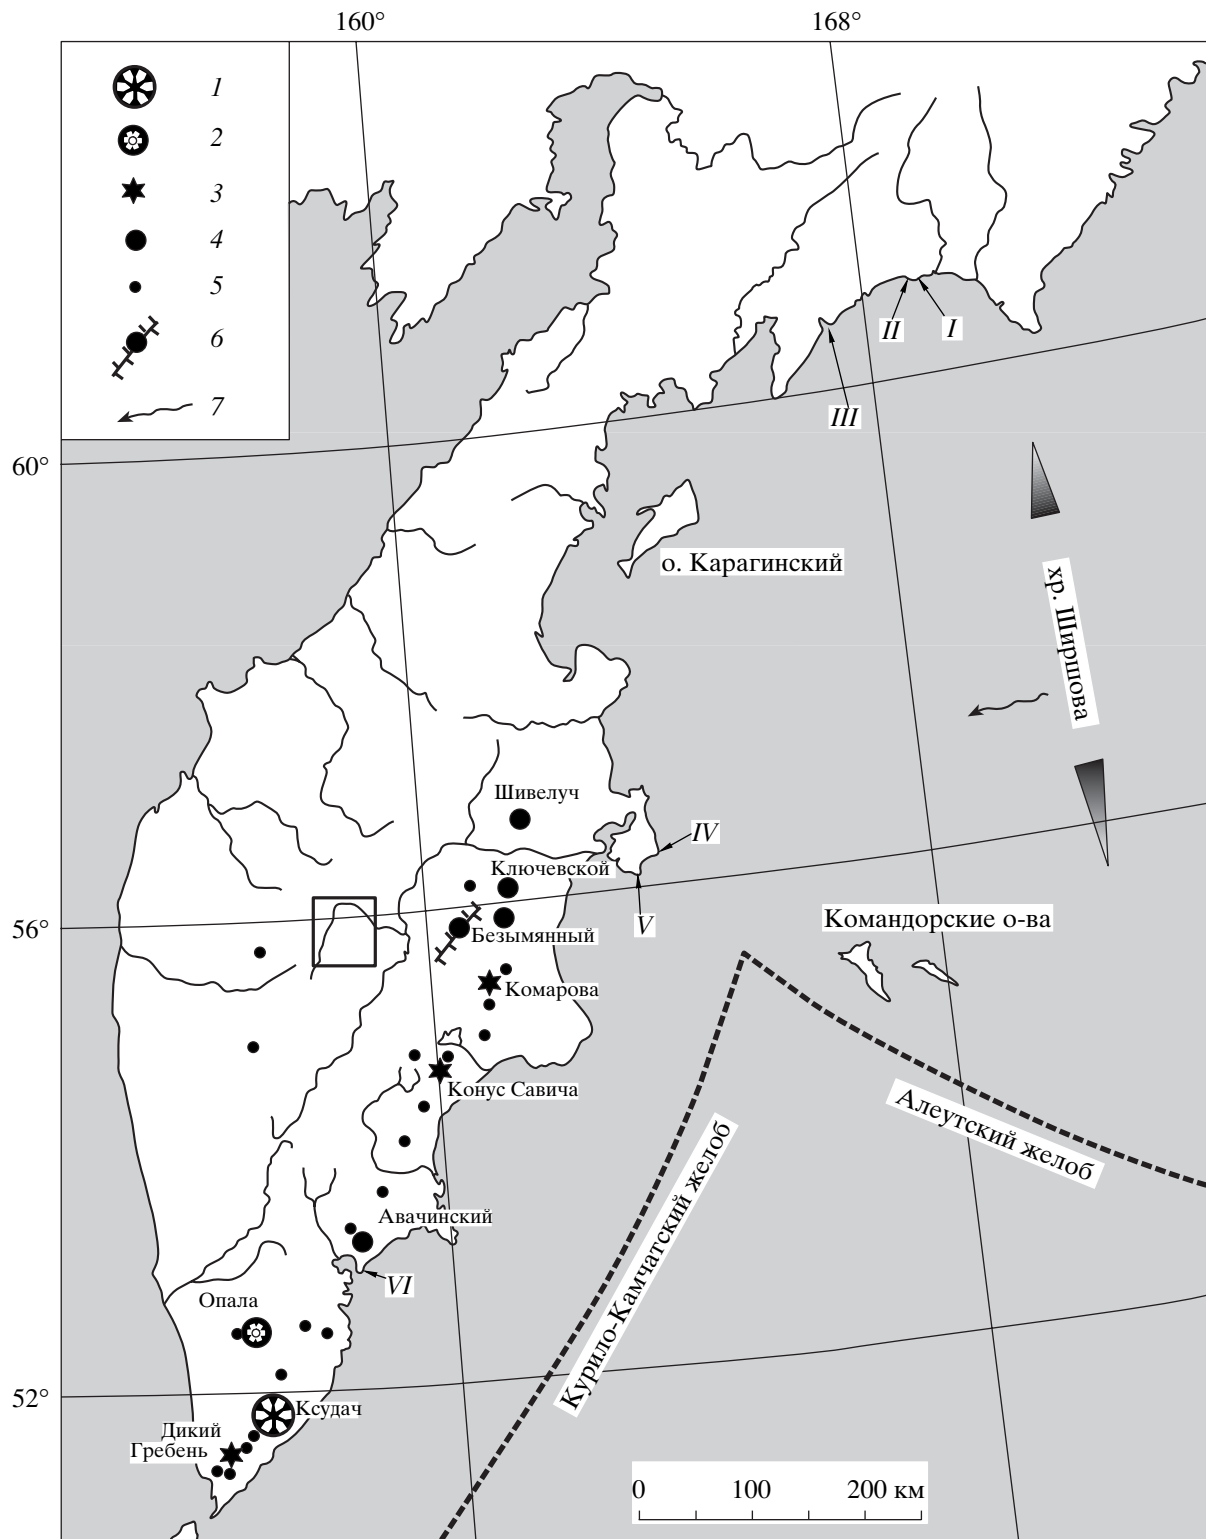 160°
168°
1
2
3
4
5
6
7
II
I
III
60°
о. Карагинский
хр. Ширшова
Шивелуч
IV
Ключевской
V
56°
Безымянный
Командорские о-ва
Комарова
Конус Савича
Алеутский желоб
Курило-Камчатский желоб
Авачинский
VI
Опала
52°
Ксудач
Дикий
Гребень
0 100 200 км